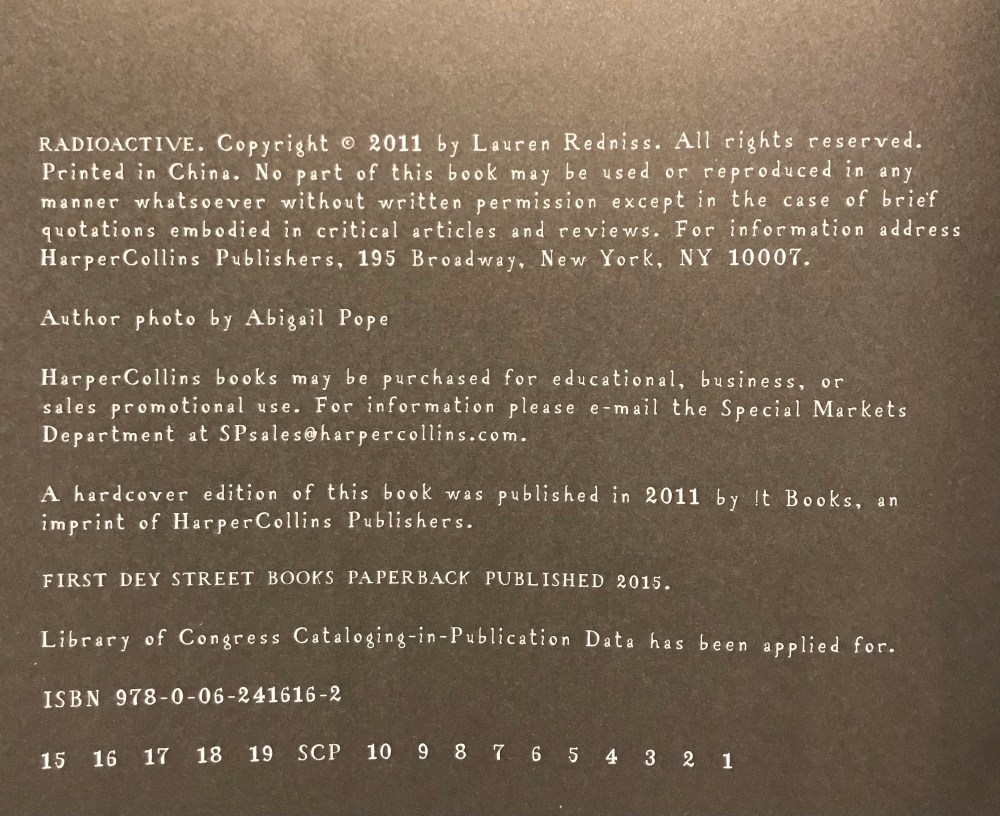 RADIOACTIVE. Copyright © 2011 by Lauren Redniss. All rights reserved.
Printed in China. No part of this book may be used or reproduced in any
manner whatsoever without written permission except in the case of brief
quotations embodied in critical articles and reviews. For information address
HarperCollins Publishers, 195 Broadway, New York, NY 10007.
Author photo by Abigail Pope
HarperCollins books may be purchased for educational, business, or
sales promotional use. For information please e-mail the Special Markets
Department at SPsales@harpercollins.com.
A hardcover edition of this book was published in 2011 by !t Books, an
imprint of HarperCollins Publishers.
FIRST DEY STREET BOOKS PAPERBACK PUBLISHED 2015.
Library of Congress Cataloging-in-Publication Data has been applied for.
ISBN 978-0-06-241616-2
15 16 17 18 19 SCP 10 9 8 7 6 5 4 3 2 1